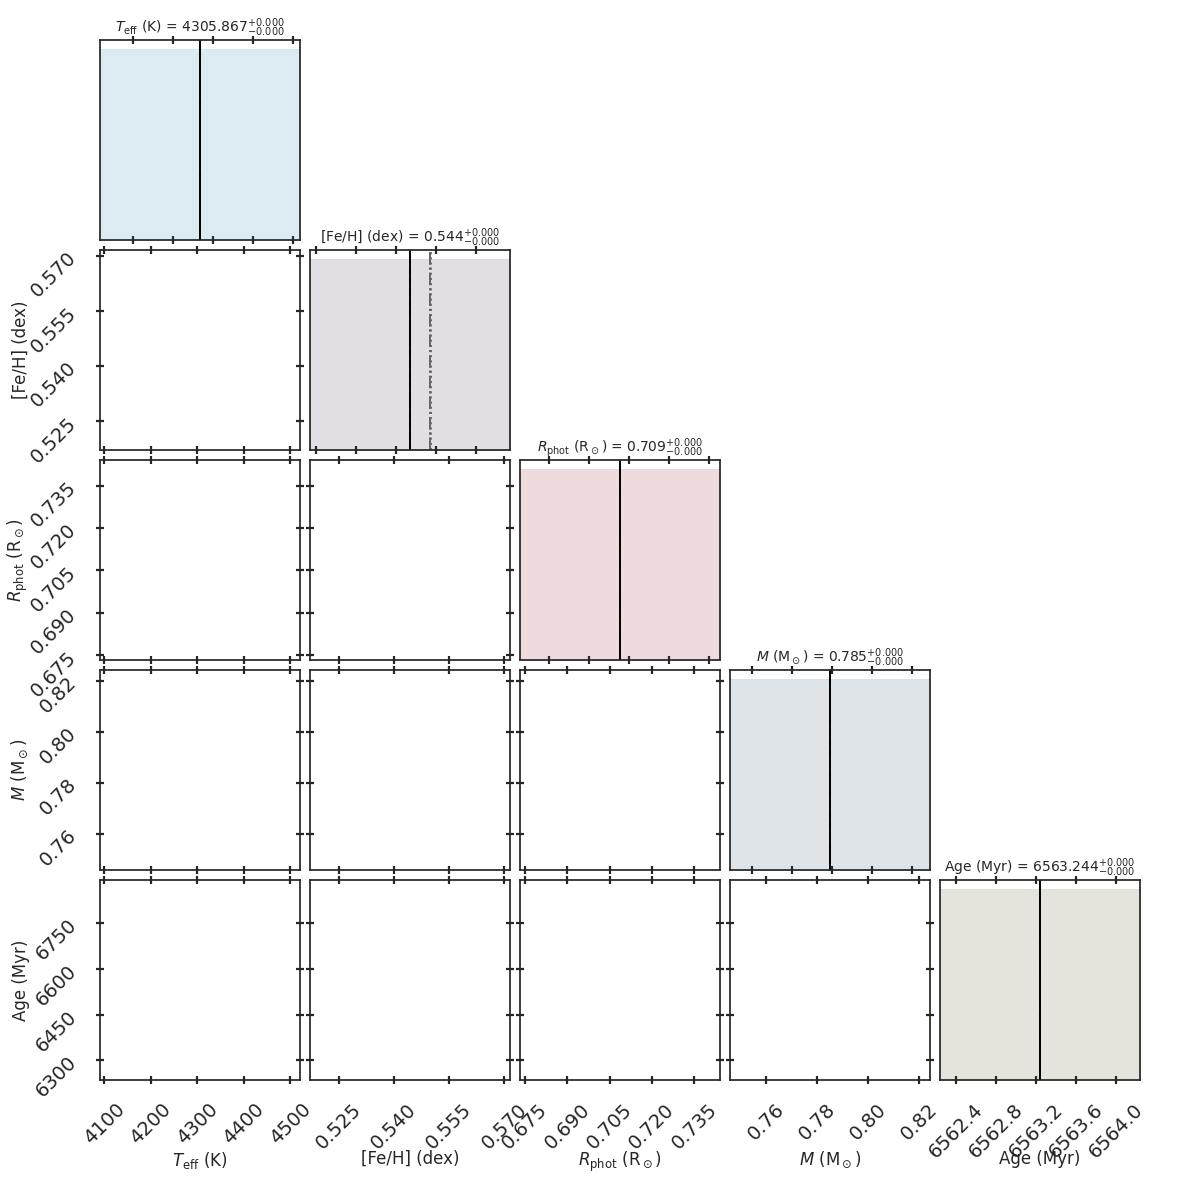 T_eff (K) = 4305.867 +0.000 −0.000
[Fe/H] (dex) = 0.544 +0.000 −0.000
R_phot (R☉) = 0.709 +0.000 −0.000
M (M☉) = 0.785 +0.000 −0.000
Age (Myr) = 6563.244 +0.000 −0.000
[Fe/H] (dex)
0.570
0.555
0.540
0.525
R_phot (R☉)
0.735
0.720
0.705
0.690
0.675
M (M☉)
0.82
0.80
0.78
0.76
Age (Myr)
6750
6600
6450
6300
4100 4200 4300 4400 4500
T_eff (K)
0.525 0.540 0.555 0.570
[Fe/H] (dex)
0.675 0.690 0.705 0.720 0.735
R_phot (R☉)
0.76 0.78 0.80 0.82
M (M☉)
6562.4 6562.8 6563.2 6563.6 6564.0
Age (Myr)